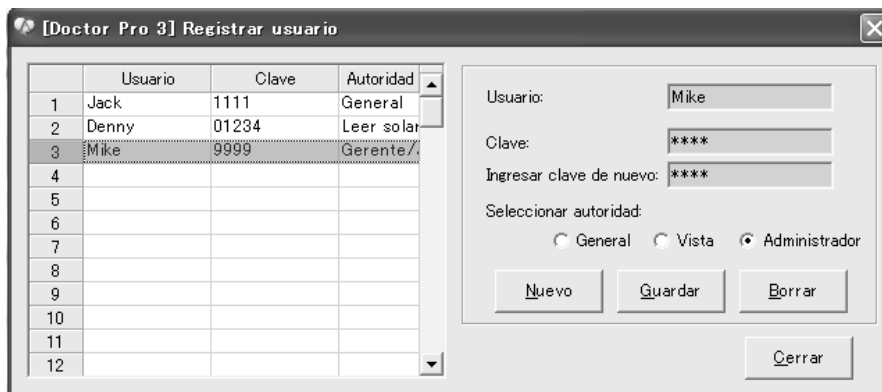 [Doctor Pro 3] Registrar usuario
Usuario Clave Autoridad
1 Jack 1111 General
2 Denny 01234 Leer solar
3 Mike 9999 Gerente/
4
5
6
7
8
9
10
11
12
Usuario: Mike
Clave: ****
Ingresar clave de nuevo: ****
Seleccionar autoridad:
General Vista Administrador
Nuevo Guardar Borrar
Cerrar